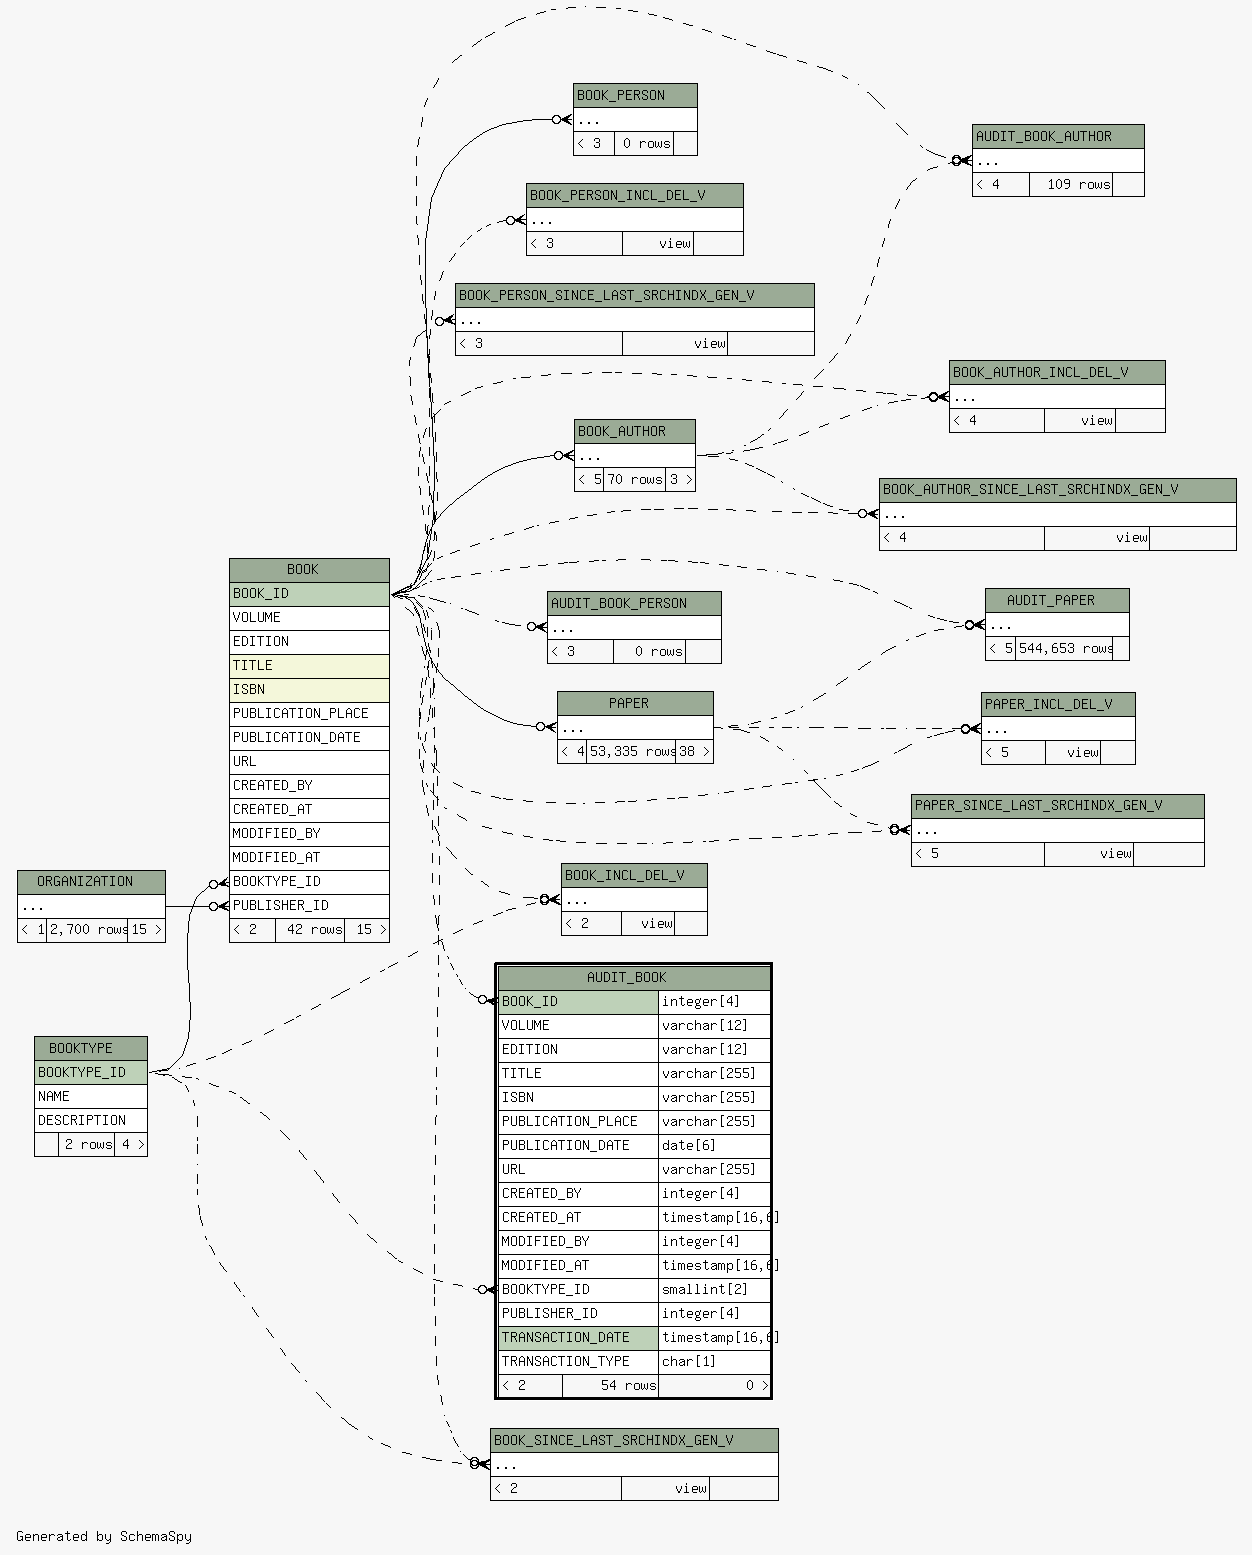 BOOK_PERSON
...
< 3 0 rows
AUDIT_BOOK_AUTHOR
...
< 4 109 rows
BOOK_PERSON_INCL_DEL_V
...
< 3 view
BOOK_PERSON_SINCE_LAST_SRCHINDX_GEN_V
...
< 3 view
BOOK_AUTHOR_INCL_DEL_V
...
< 4 view
BOOK_AUTHOR
...
< 5 70 rows 3 >
BOOK_AUTHOR_SINCE_LAST_SRCHINDX_GEN_V
...
< 4 view
BOOK
BOOK_ID
VOLUME
EDITION
TITLE
ISBN
PUBLICATION_PLACE
PUBLICATION_DATE
URL
CREATED_BY
CREATED_AT
MODIFIED_BY
MODIFIED_AT
BOOKTYPE_ID
PUBLISHER_ID
< 2 42 rows 15 >
AUDIT_BOOK_PERSON
...
< 3 0 rows
AUDIT_PAPER
...
< 5 544,653 rows
PAPER
...
< 4 53,335 rows 38 >
PAPER_INCL_DEL_V
...
< 5 view
PAPER_SINCE_LAST_SRCHINDX_GEN_V
...
< 5 view
ORGANIZATION
...
< 1 2,700 rows 15 >
BOOK_INCL_DEL_V
...
< 2 view
BOOKTYPE
BOOKTYPE_ID
NAME
DESCRIPTION
2 rows 4 >
AUDIT_BOOK
BOOK_ID integer[4]
VOLUME varchar[12]
EDITION varchar[12]
TITLE varchar[255]
ISBN varchar[255]
PUBLICATION_PLACE varchar[255]
PUBLICATION_DATE date[6]
URL varchar[255]
CREATED_BY integer[4]
CREATED_AT timestamp[16,6]
MODIFIED_BY integer[4]
MODIFIED_AT timestamp[16,6]
BOOKTYPE_ID smallint[2]
PUBLISHER_ID integer[4]
TRANSACTION_DATE timestamp[16,6]
TRANSACTION_TYPE char[1]
< 2 54 rows 0 >
BOOK_SINCE_LAST_SRCHINDX_GEN_V
...
< 2 view
Generated by SchemaSpy